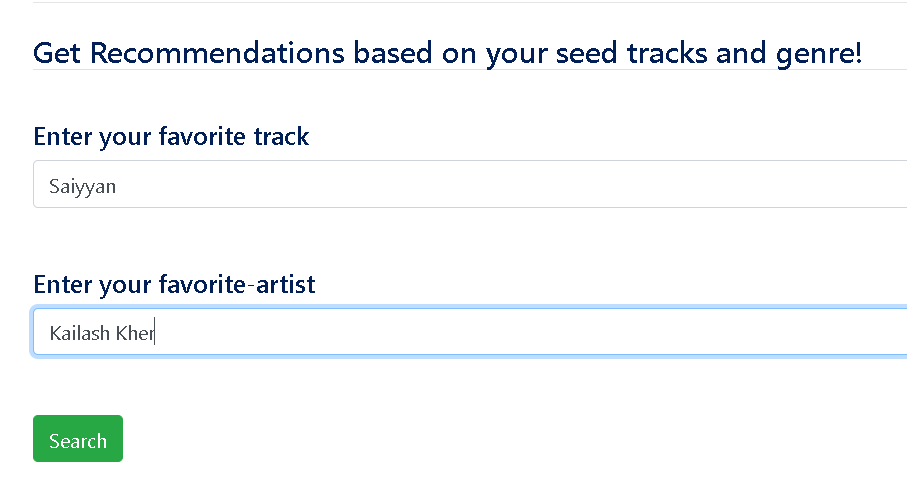 Get Recommendations based on your seed tracks and genre!
Enter your favorite track
Saiyyan
Enter your favorite-artist
Kailash Kher
Search